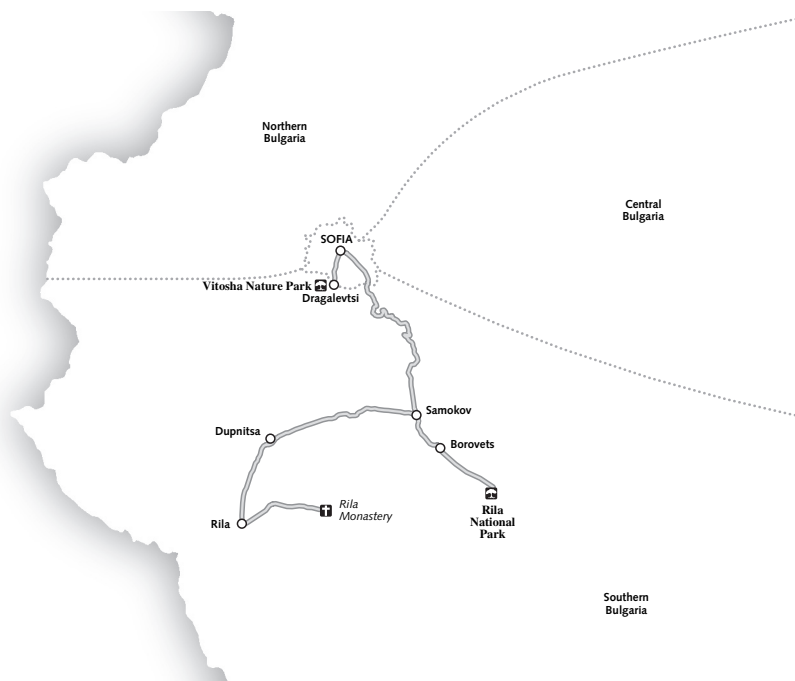 Northern
Bulgaria
Central
Bulgaria
SOFIA
Vitosha Nature Park
Dragalevtsi
Samokov
Dupnitsa
Borovets
Rila
Monastery
Rila
National
Park
Rila
Southern
Bulgaria